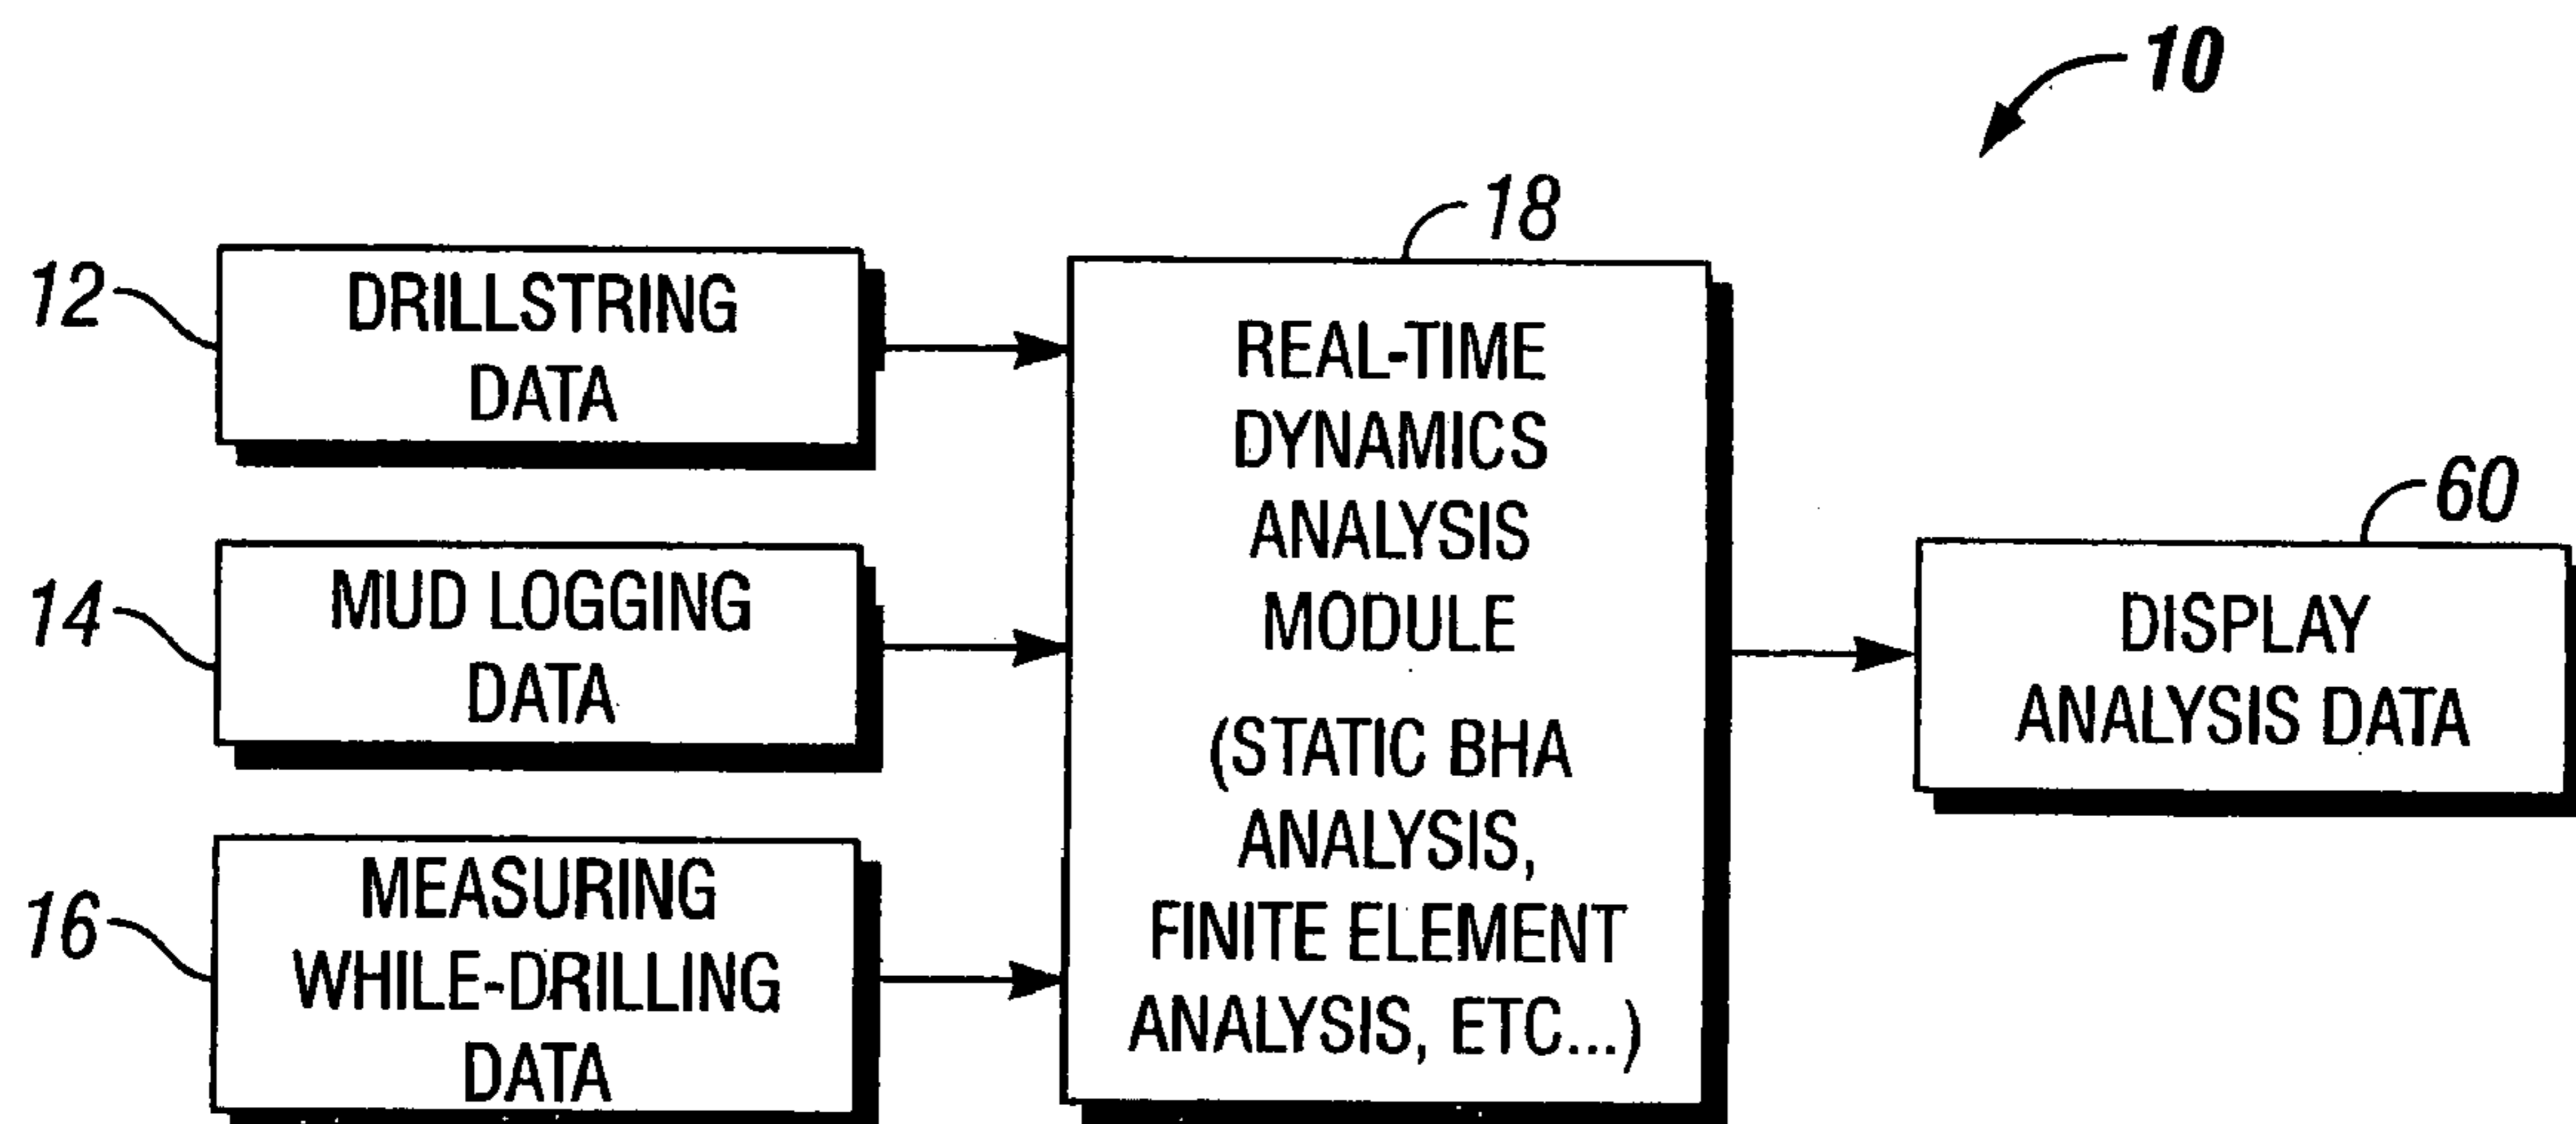 10
12
DRILLSTRING
DATA
14
MUD LOGGING
DATA
16
MEASURING
WHILE-DRILLING
DATA
18
REAL-TIME
DYNAMICS
ANALYSIS
MODULE
(STATIC BHA
ANALYSIS,
FINITE ELEMENT
ANALYSIS, ETC...)
60
DISPLAY
ANALYSIS DATA